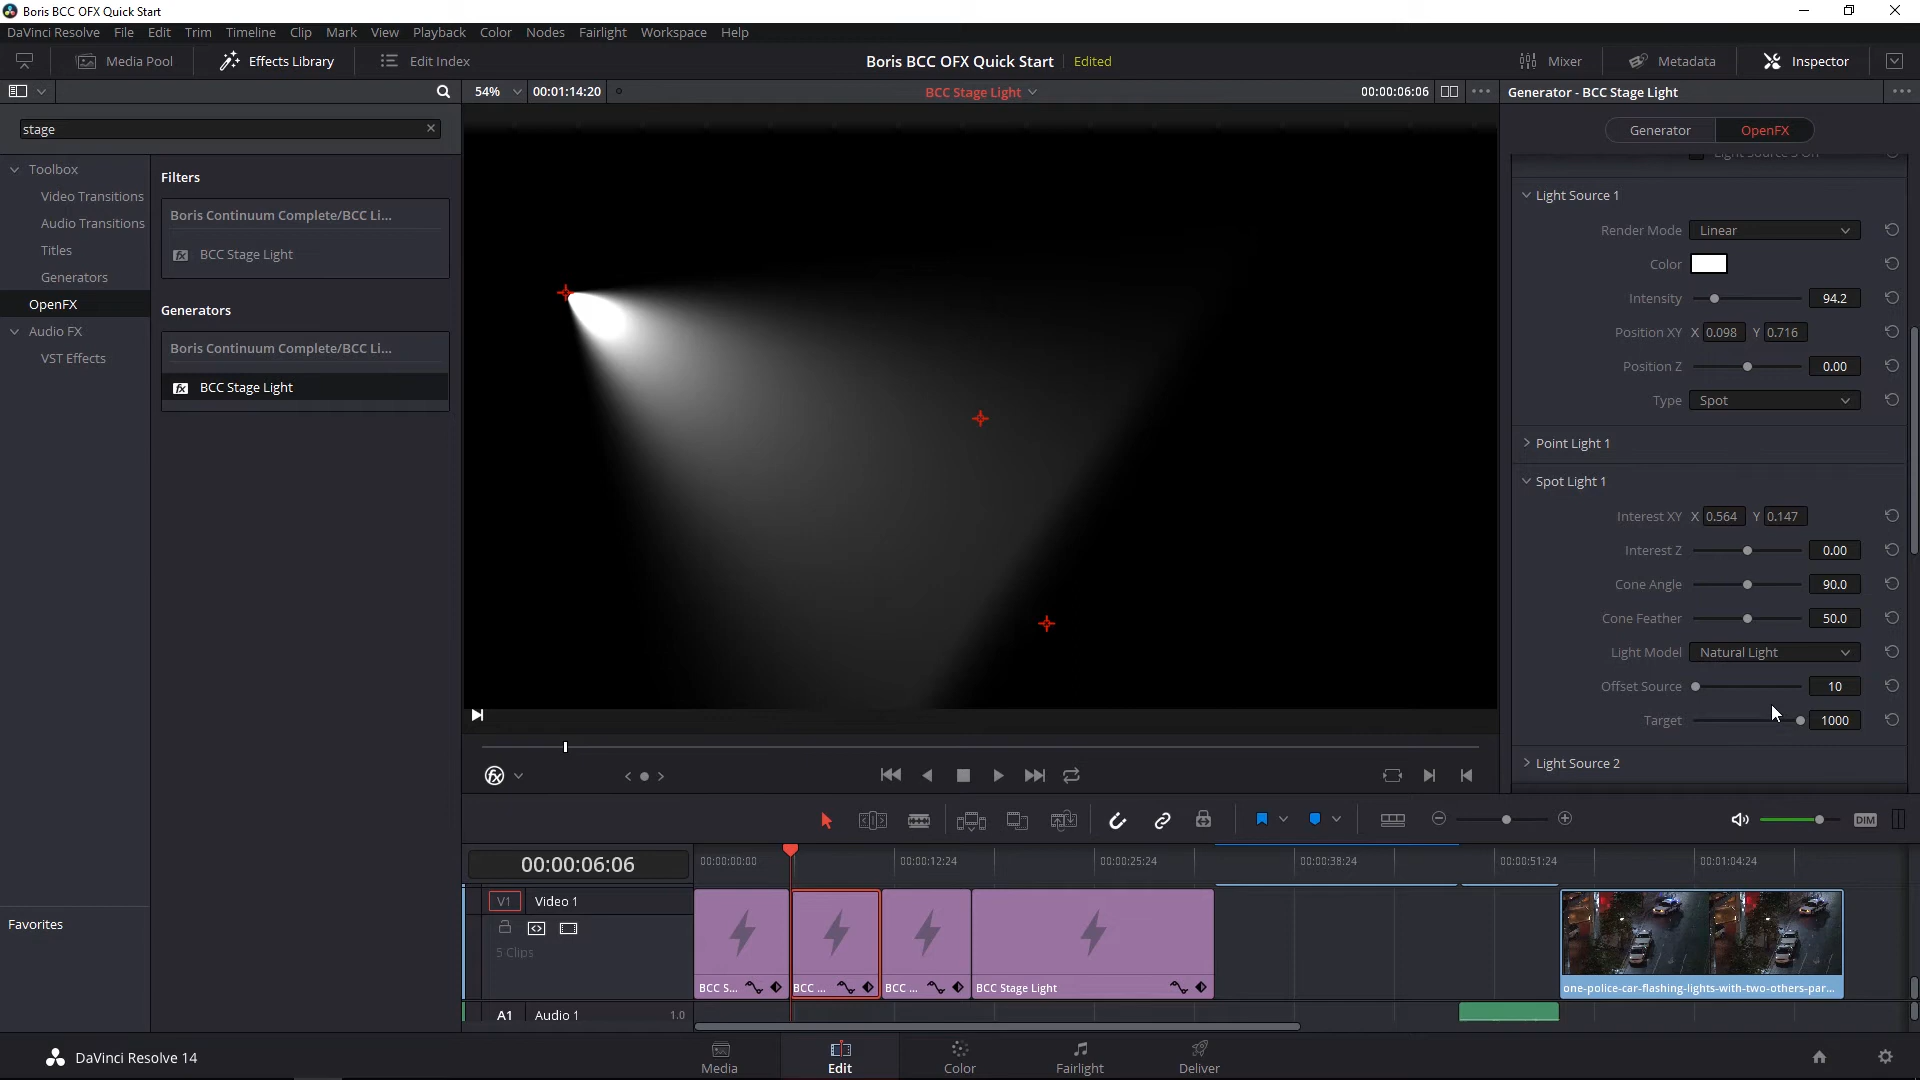 Boris BCC OFX Quick Start
DaVinci Resolve File Edit Trim Timeline Clip Mark View Playback Color Nodes Fairlight Workspace Help
Media Pool Effects Library Edit Index Boris BCC OFX Quick Start Edited Mixer Metadata Inspector
54% 00:01:14:20 BCC Stage Light 00:00:06:06 Generator - BCC Stage Light
stage
Generator OpenFX
Toolbox
Video Transitions
Audio Transitions
Titles
Generators
OpenFX
Audio FX
VST Effects
Favorites
Filters
Boris Continuum Complete/BCC Li...
fx BCC Stage Light
Generators
Boris Continuum Complete/BCC Li...
fx BCC Stage Light
Light Source 1
Render Mode Linear
Color
Intensity 94.2
Position XY X 0.098 Y 0.716
Position Z 0.00
Type Spot
Point Light 1
Spot Light 1
Interest XY X 0.564 Y 0.147
Interest Z 0.00
Cone Angle 90.0
Cone Feather 50.0
Light Model Natural Light
Offset Source 10
Target 1000
Light Source 2
fx
DIM
00:00:06:06 00:00:00:00 00:00:12:24 00:00:25:24 00:00:38:24 00:00:51:24 00:01:04:24
V1 Video 1
5 Clips
BCC S... BCC ... BCC ... BCC Stage Light one-police-car-flashing-lights-with-two-others-par...
A1 Audio 1 1.0
DaVinci Resolve 14 Media Edit Color Fairlight Deliver